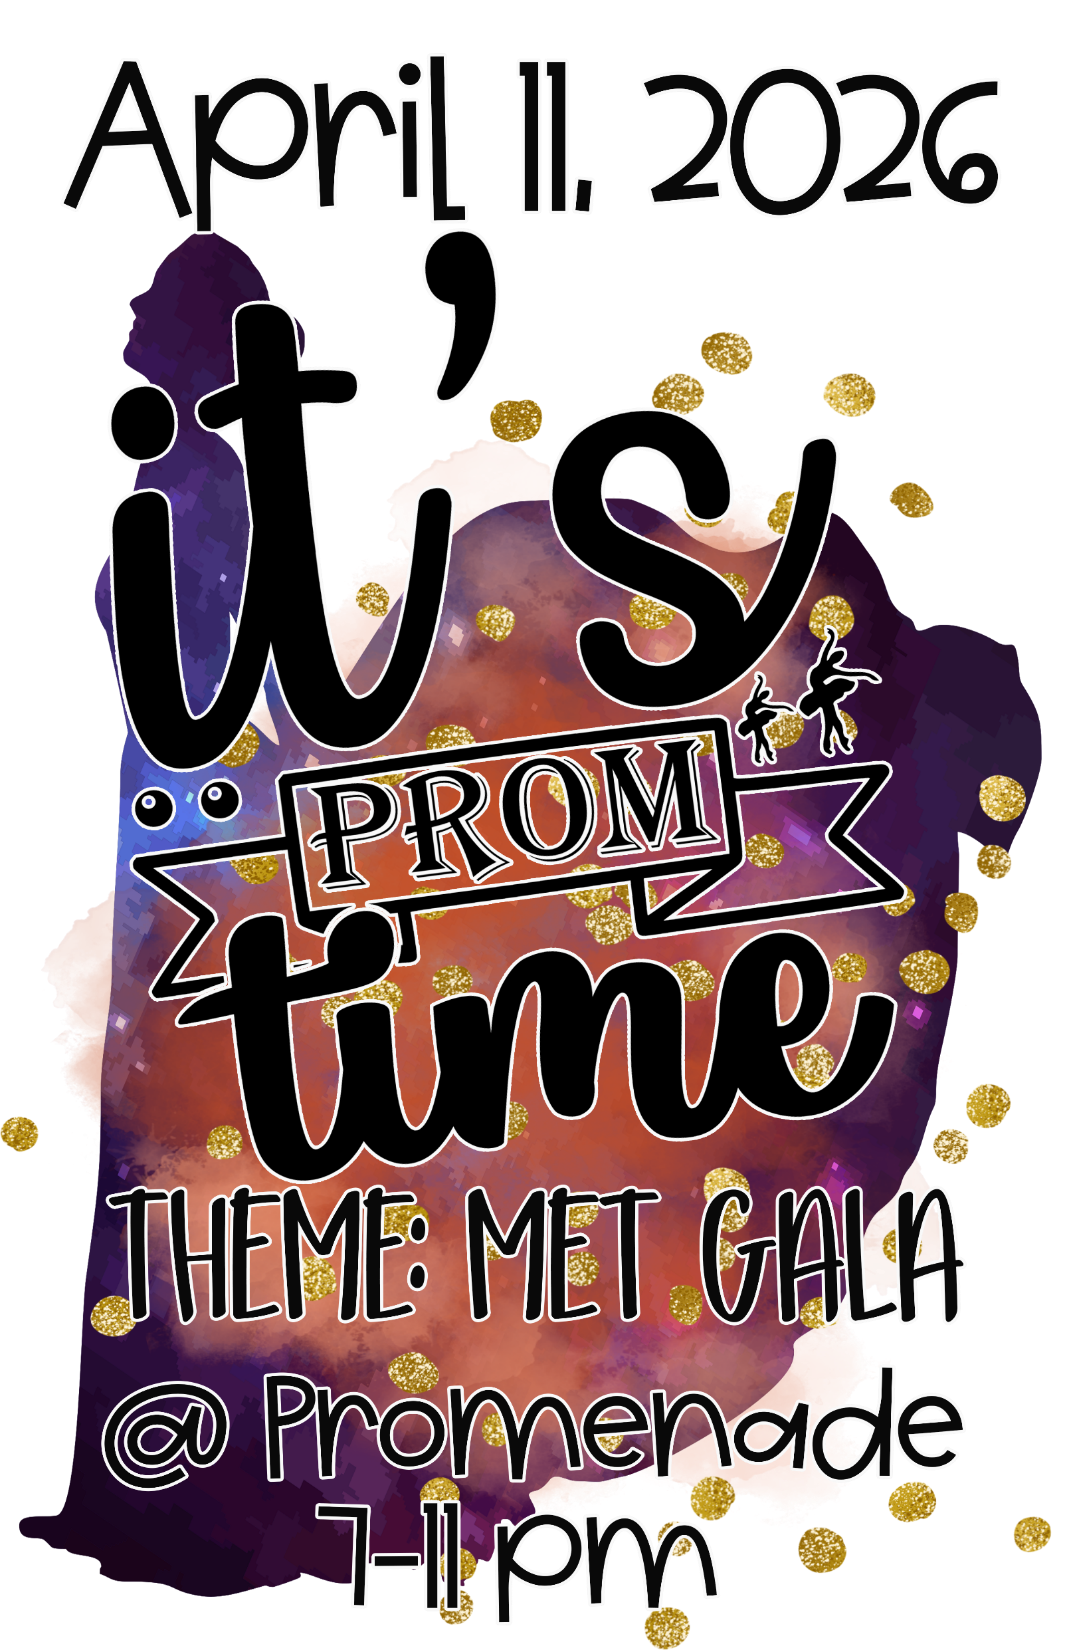 April 11, 2026
it's
PROM
time
THEME: MET GALA
@ Promenade
7-11 pm